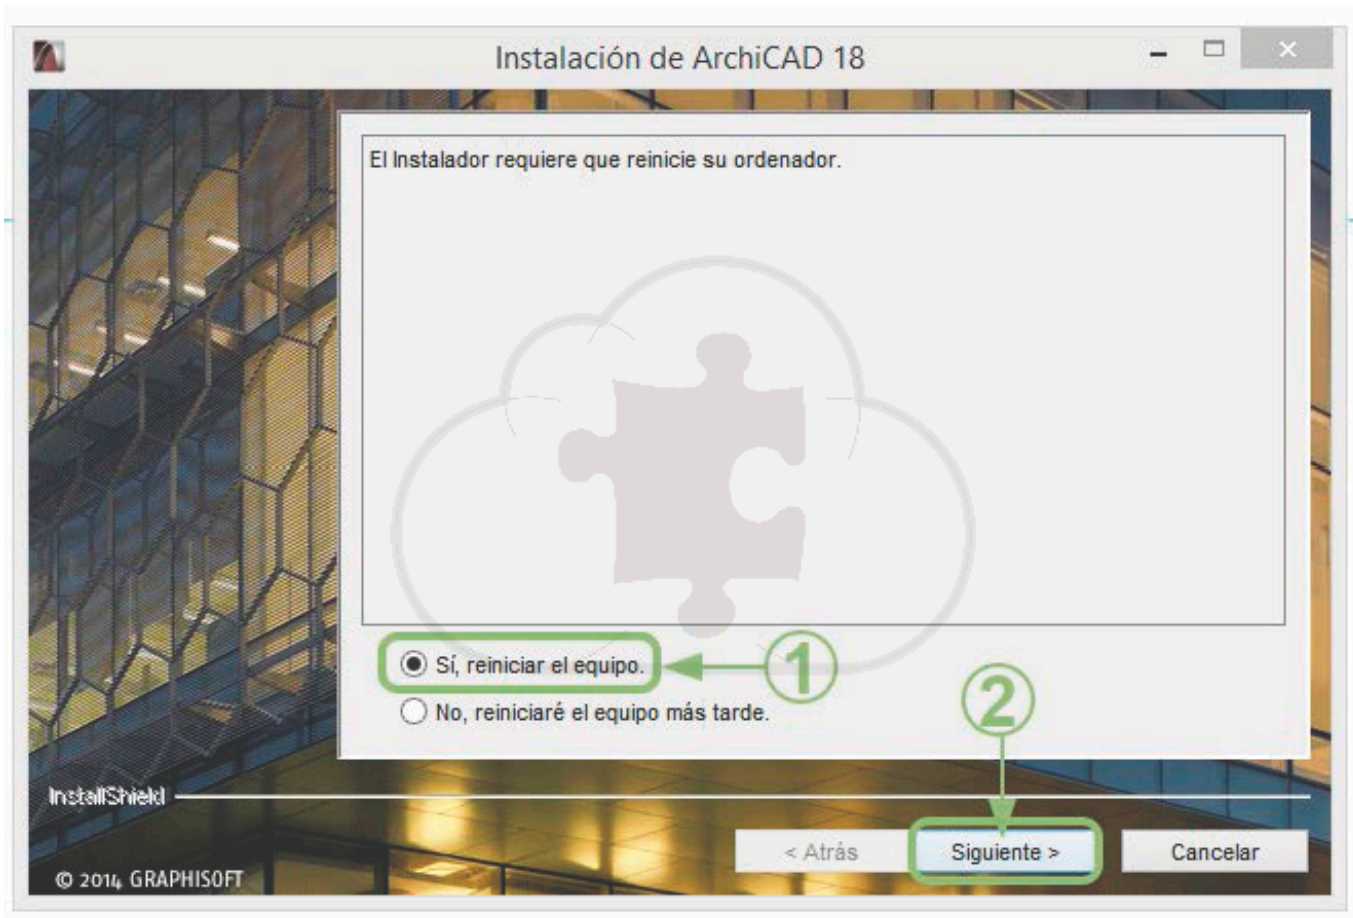 Instalación de ArchiCAD 18
El Instalador requiere que reinicie su ordenador.
Sí, reiniciar el equipo.
1
No, reiniciaré el equipo más tarde.
2
InstallShield
< Atrás
Siguiente >
Cancelar
© 2014 GRAPHISOFT